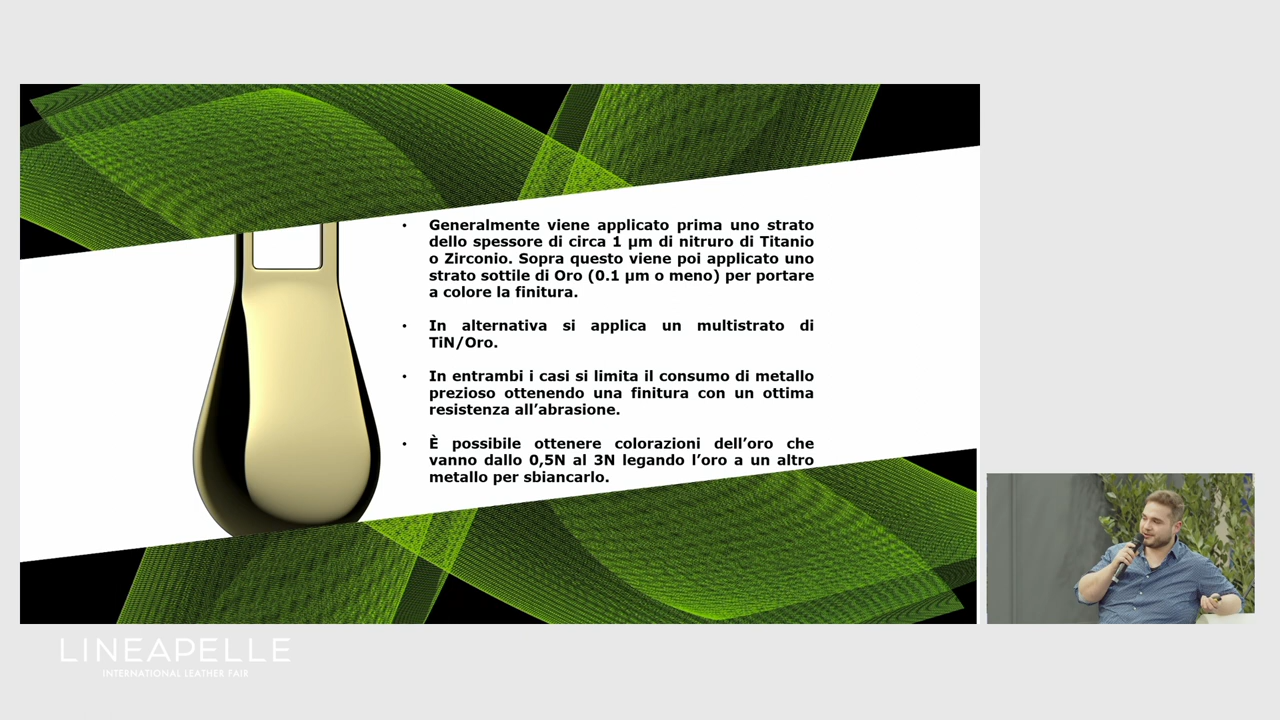 • Generalmente viene applicato prima uno strato
dello spessore di circa 1 µm di nitruro di Titanio
o Zirconio. Sopra questo viene poi applicato uno
strato sottile di Oro (0.1 µm o meno) per portare
a colore la finitura.
• In alternativa si applica un multistrato di
TiN/Oro.
• In entrambi i casi si limita il consumo di metallo
prezioso ottenendo una finitura con un ottima
resistenza all’abrasione.
• È possibile ottenere colorazioni dell’oro che
vanno dallo 0,5N al 3N legando l’oro a un altro
metallo per sbiancarlo.
LINEAPELLE
INTERNATIONAL LEATHER FAIR